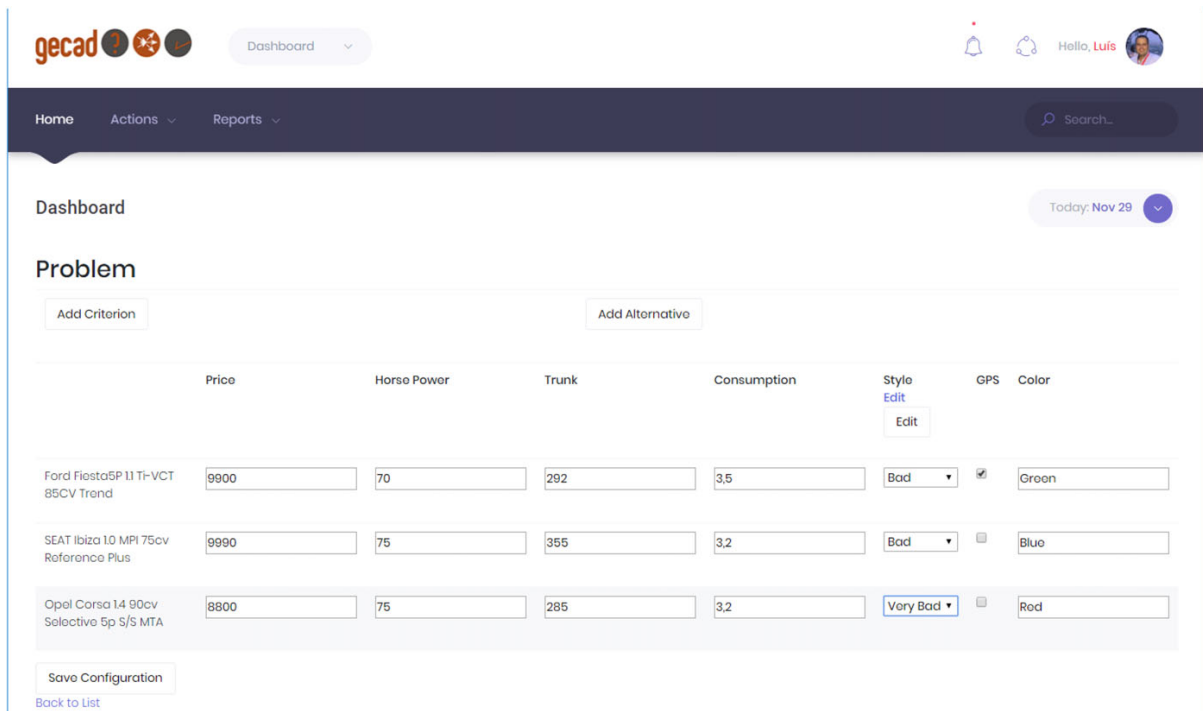 gecad ?
Dashboard
Hello, Luís
Home Actions Reports Search...
Dashboard
Today: Nov 29
Problem
Add Criterion Add Alternative
Price Horse Power Trunk Consumption Style GPS Color
Edit
Edit
Ford Fiesta5P 1.1 Ti-VCT
85CV Trend
9900 70 292 3,5 Bad Green
SEAT Ibiza 1.0 MPI 75cv
Reference Plus
9990 75 355 3,2 Bad Blue
Opel Corsa 1.4 90cv
Selective 5p S/S MTA
8800 75 285 3,2 Very Bad Red
Save Configuration
Back to List